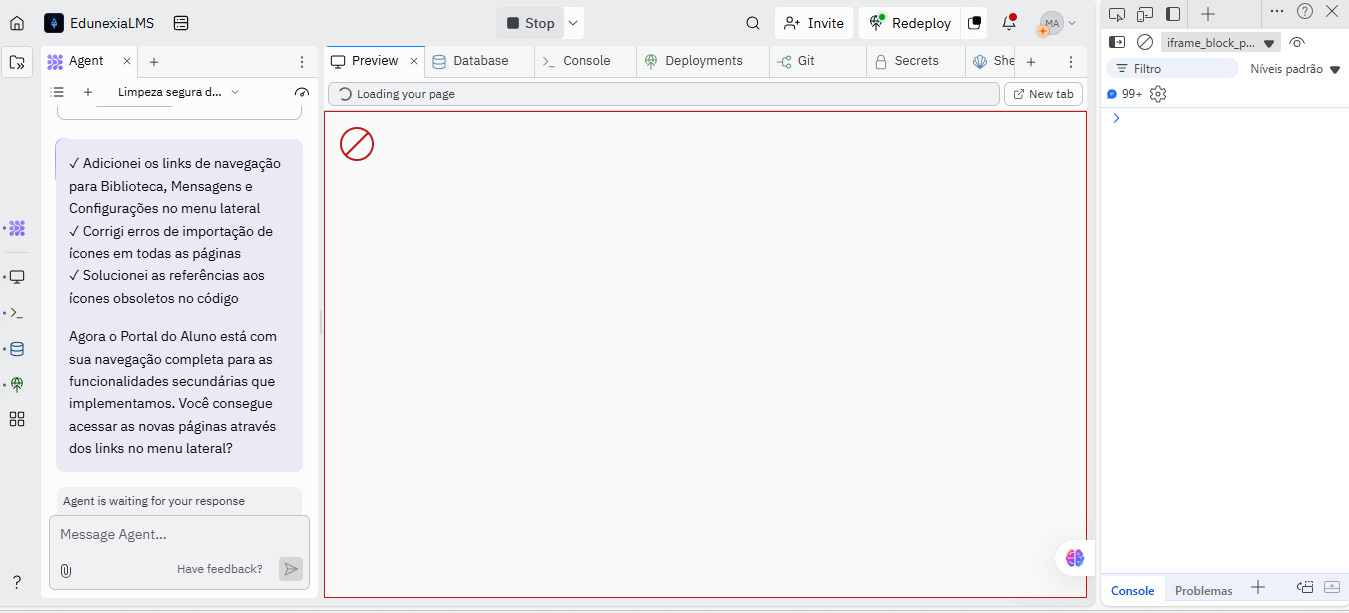 EdunexiaLMS
Stop
Invite
Redeploy
MA
Agent
Limpeza segura d...
✓ Adicionei os links de navegação
para Biblioteca, Mensagens e
Configurações no menu lateral
✓ Corrigi erros de importação de
ícones em todas as páginas
✓ Solucionei as referências aos
ícones obsoletos no código
Agora o Portal do Aluno está com
sua navegação completa para as
funcionalidades secundárias que
implementamos. Você consegue
acessar as novas páginas através
dos links no menu lateral?
Agent is waiting for your response
Message Agent...
Have feedback?
Preview
Database
Console
Deployments
Git
Secrets
She
Loading your page
New tab
iframe_block_p...
Filtro
Níveis padrão
99+
Console
Problemas